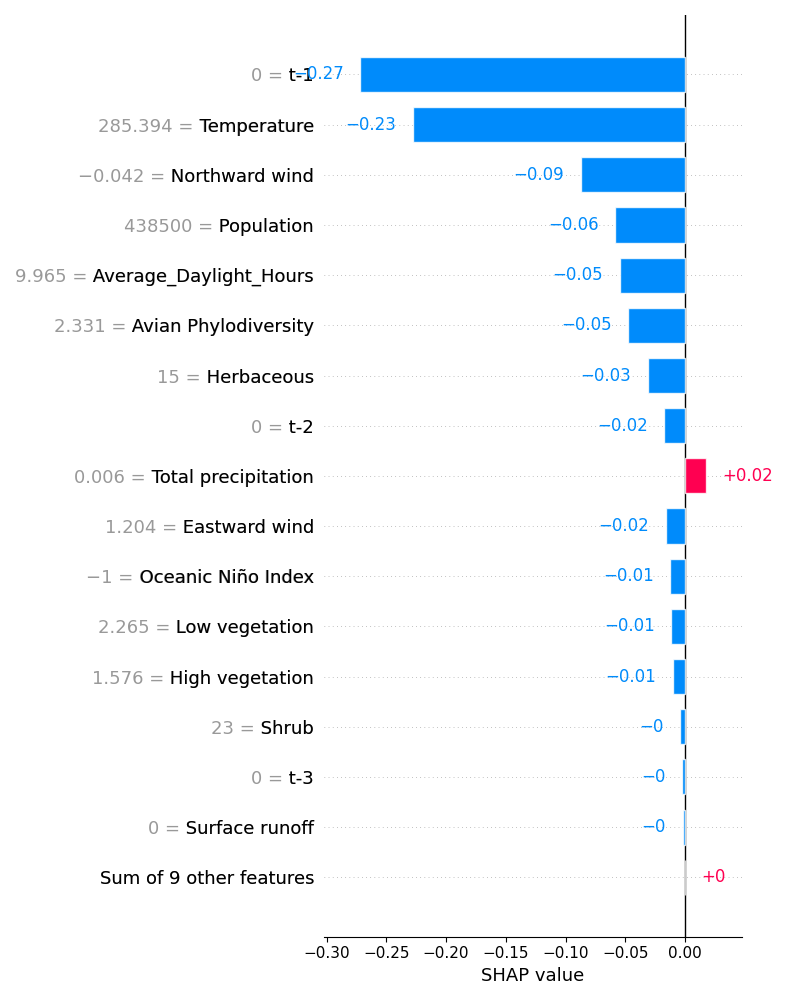 0 = t-1 −0.27
285.394 = Temperature −0.23
−0.042 = Northward wind −0.09
438500 = Population −0.06
9.965 = Average_Daylight_Hours −0.05
2.331 = Avian Phylodiversity −0.05
15 = Herbaceous −0.03
0 = t-2 −0.02
0.006 = Total precipitation +0.02
1.204 = Eastward wind −0.02
−1 = Oceanic Niño Index −0.01
2.265 = Low vegetation −0.01
1.576 = High vegetation −0.01
23 = Shrub −0
0 = t-3 −0
0 = Surface runoff −0
Sum of 9 other features +0
−0.30 −0.25 −0.20 −0.15 −0.10 −0.05 0.00
SHAP value